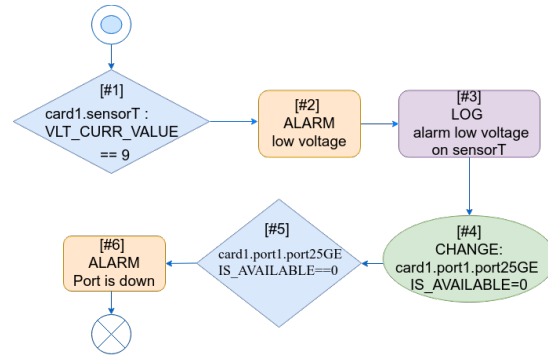 [#1]
card1.sensorT :
VLT_CURR_VALUE
== 9
[#2]
ALARM
low voltage
[#3]
LOG
alarm low voltage
on sensorT
[#4]
CHANGE:
card1.port1.port25GE
IS_AVAILABLE=0
[#5]
card1.port1.port25GE
IS_AVAILABLE==0
[#6]
ALARM
Port is down